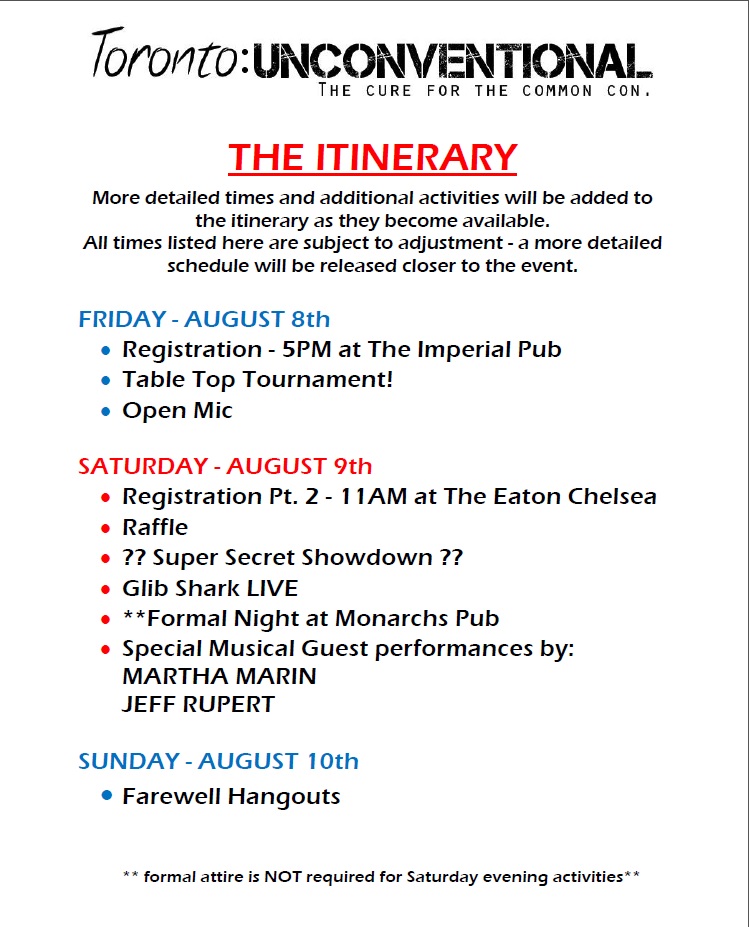 Toronto:UNCONVENTIONAL
THE CURE FOR THE COMMON CON.
THE ITINERARY
More detailed times and additional activities will be added to
the itinerary as they become available.
All times listed here are subject to adjustment - a more detailed
schedule will be released closer to the event.
FRIDAY - AUGUST 8th
• Registration - 5PM at The Imperial Pub
• Table Top Tournament!
• Open Mic
SATURDAY - AUGUST 9th
• Registration Pt. 2 - 11AM at The Eaton Chelsea
• Raffle
• ?? Super Secret Showdown ??
• Glib Shark LIVE
• **Formal Night at Monarchs Pub
• Special Musical Guest performances by:
MARTHA MARIN
JEFF RUPERT
SUNDAY - AUGUST 10th
• Farewell Hangouts
** formal attire is NOT required for Saturday evening activities**